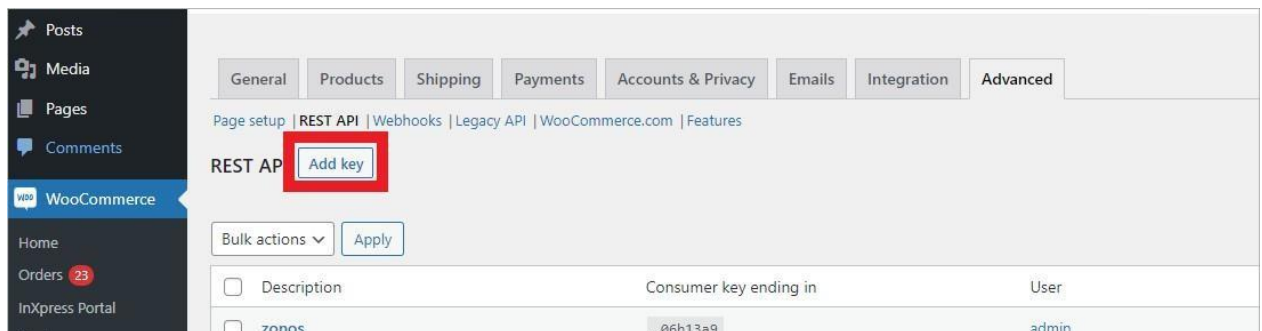 Posts
Media
Pages
Comments
WooCommerce
Home
Orders 23
InXpress Portal
General Products Shipping Payments Accounts & Privacy Emails Integration Advanced
Page setup | REST API | Webhooks | Legacy API | WooCommerce.com | Features
REST AP Add key
Bulk actions Apply
Description Consumer key ending in User
zonos …06b13a9 admin